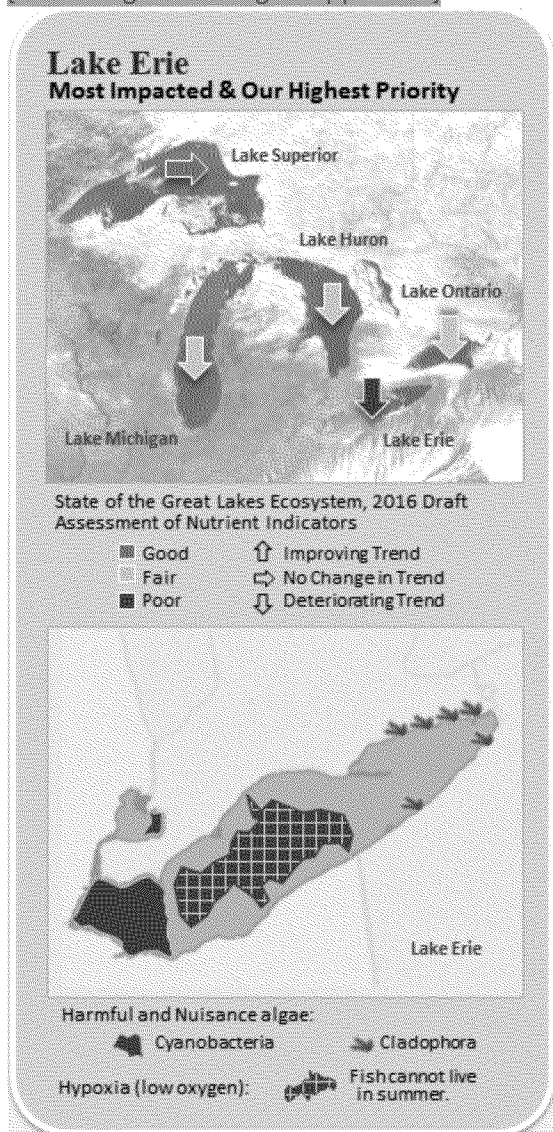 Lake Erie
Most Impacted & Our Highest Priority
Lake Superior
Lake Huron
Lake Ontario
Lake Michigan
Lake Erie
State of the Great Lakes Ecosystem, 2016 Draft
Assessment of Nutrient Indicators
Good
Improving Trend
Fair
No Change in Trend
Poor
Deteriorating Trend
Lake Erie
Harmful and Nuisance algae:
Cyanobacteria
Cladophora
Hypoxia (low oxygen):
Fish cannot live
in summer.